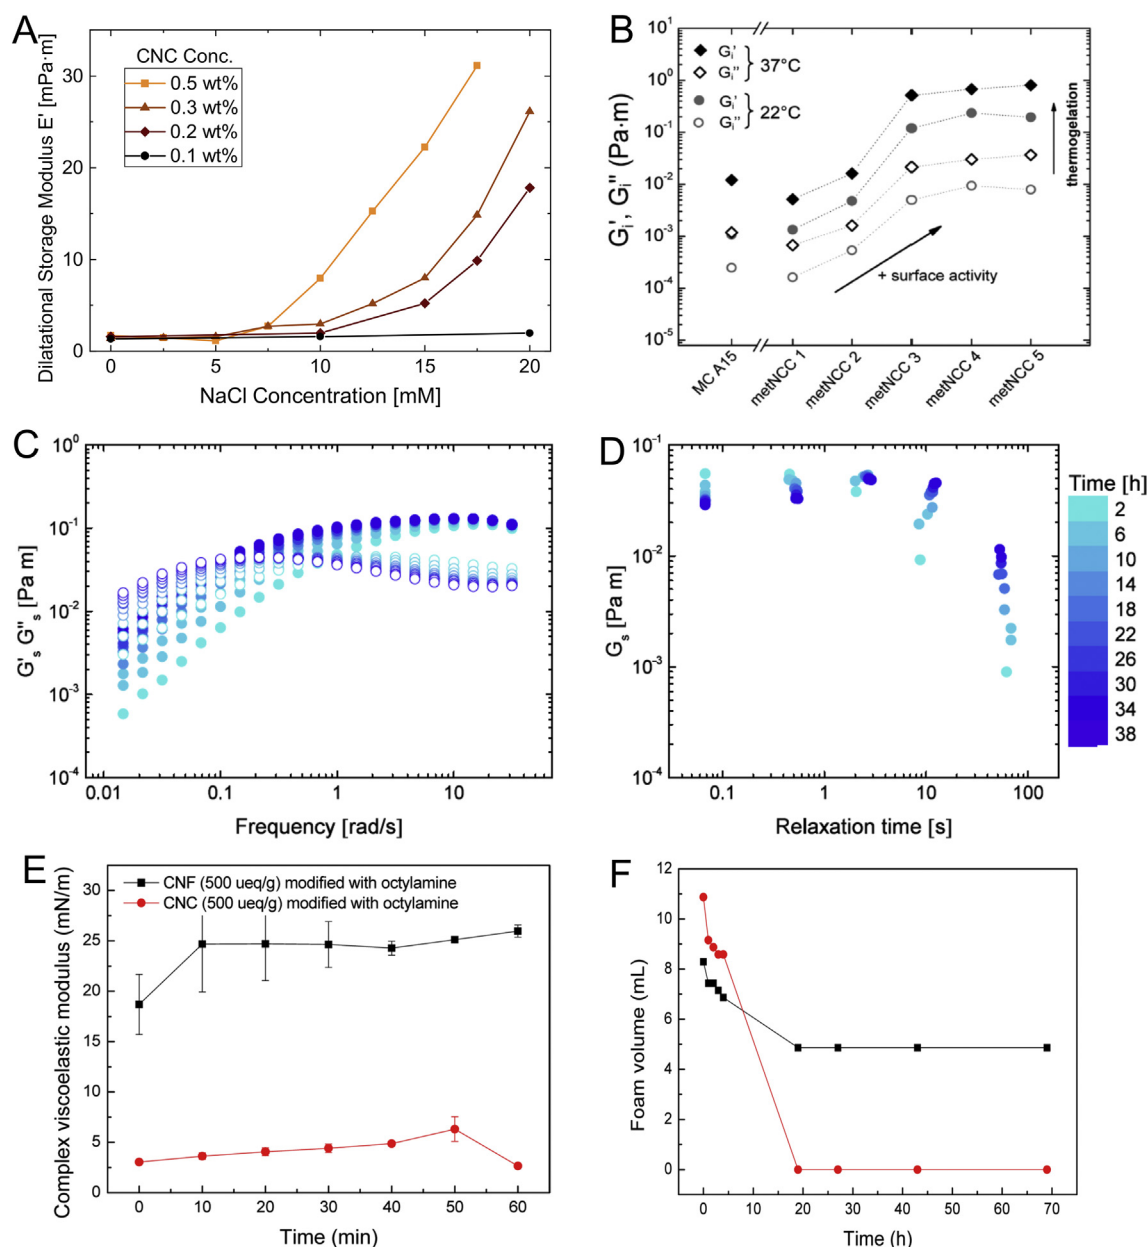 A
Dilatational Storage Modulus E' [mPa·m]
30
20
10
0
CNC Conc.
0.5 wt%
0.3 wt%
0.2 wt%
0.1 wt%
0 5 10 15 20
NaCl Concentration [mM]
B
Gᵢ', Gᵢ'' (Pa·m)
10¹
10⁰
10⁻¹
10⁻²
10⁻³
10⁻⁴
10⁻⁵
Gᵢ'
Gᵢ''
37°C
Gᵢ'
Gᵢ''
22°C
thermogelation
+ surface activity
MC A15
metNCC 1
metNCC 2
metNCC 3
metNCC 4
metNCC 5
C
G'ₛ G"ₛ [Pa m]
10⁰
10⁻¹
10⁻²
10⁻³
10⁻⁴
0.01 0.1 1 10
Frequency [rad/s]
D
Gₛ [Pa m]
10⁻¹
10⁻²
10⁻³
10⁻⁴
0.1 1 10 100
Relaxation time [s]
Time [h]
2
6
10
14
18
22
26
30
34
38
E
Complex viscoelastic modulus (mN/m)
30
25
20
15
10
5
0
CNF (500 ueq/g) modified with octylamine
CNC (500 ueq/g) modified with octylamine
0 10 20 30 40 50 60
Time (min)
F
Foam volume (mL)
12
10
8
6
4
2
0
0 10 20 30 40 50 60 70
Time (h)